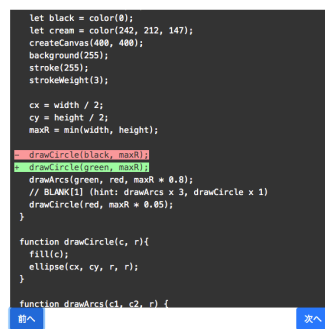 let black = color(0);
let cream = color(242, 212, 147);
createCanvas(400, 400);
background(255);
stroke(255);
strokeWeight(3);
cx = width / 2;
cy = height / 2;
maxR = min(width, height);
- drawCircle(black, maxR);
+ drawCircle(green, maxR);
drawArcs(green, red, maxR * 0.8);
// BLANK[1] (hint: drawArcs x 3, drawCircle x 1)
drawCircle(red, maxR * 0.05);
}
function drawCircle(c, r){
fill(c);
ellipse(cx, cy, r, r);
}
function drawArcs(c1, c2, r) {
前へ
次へ